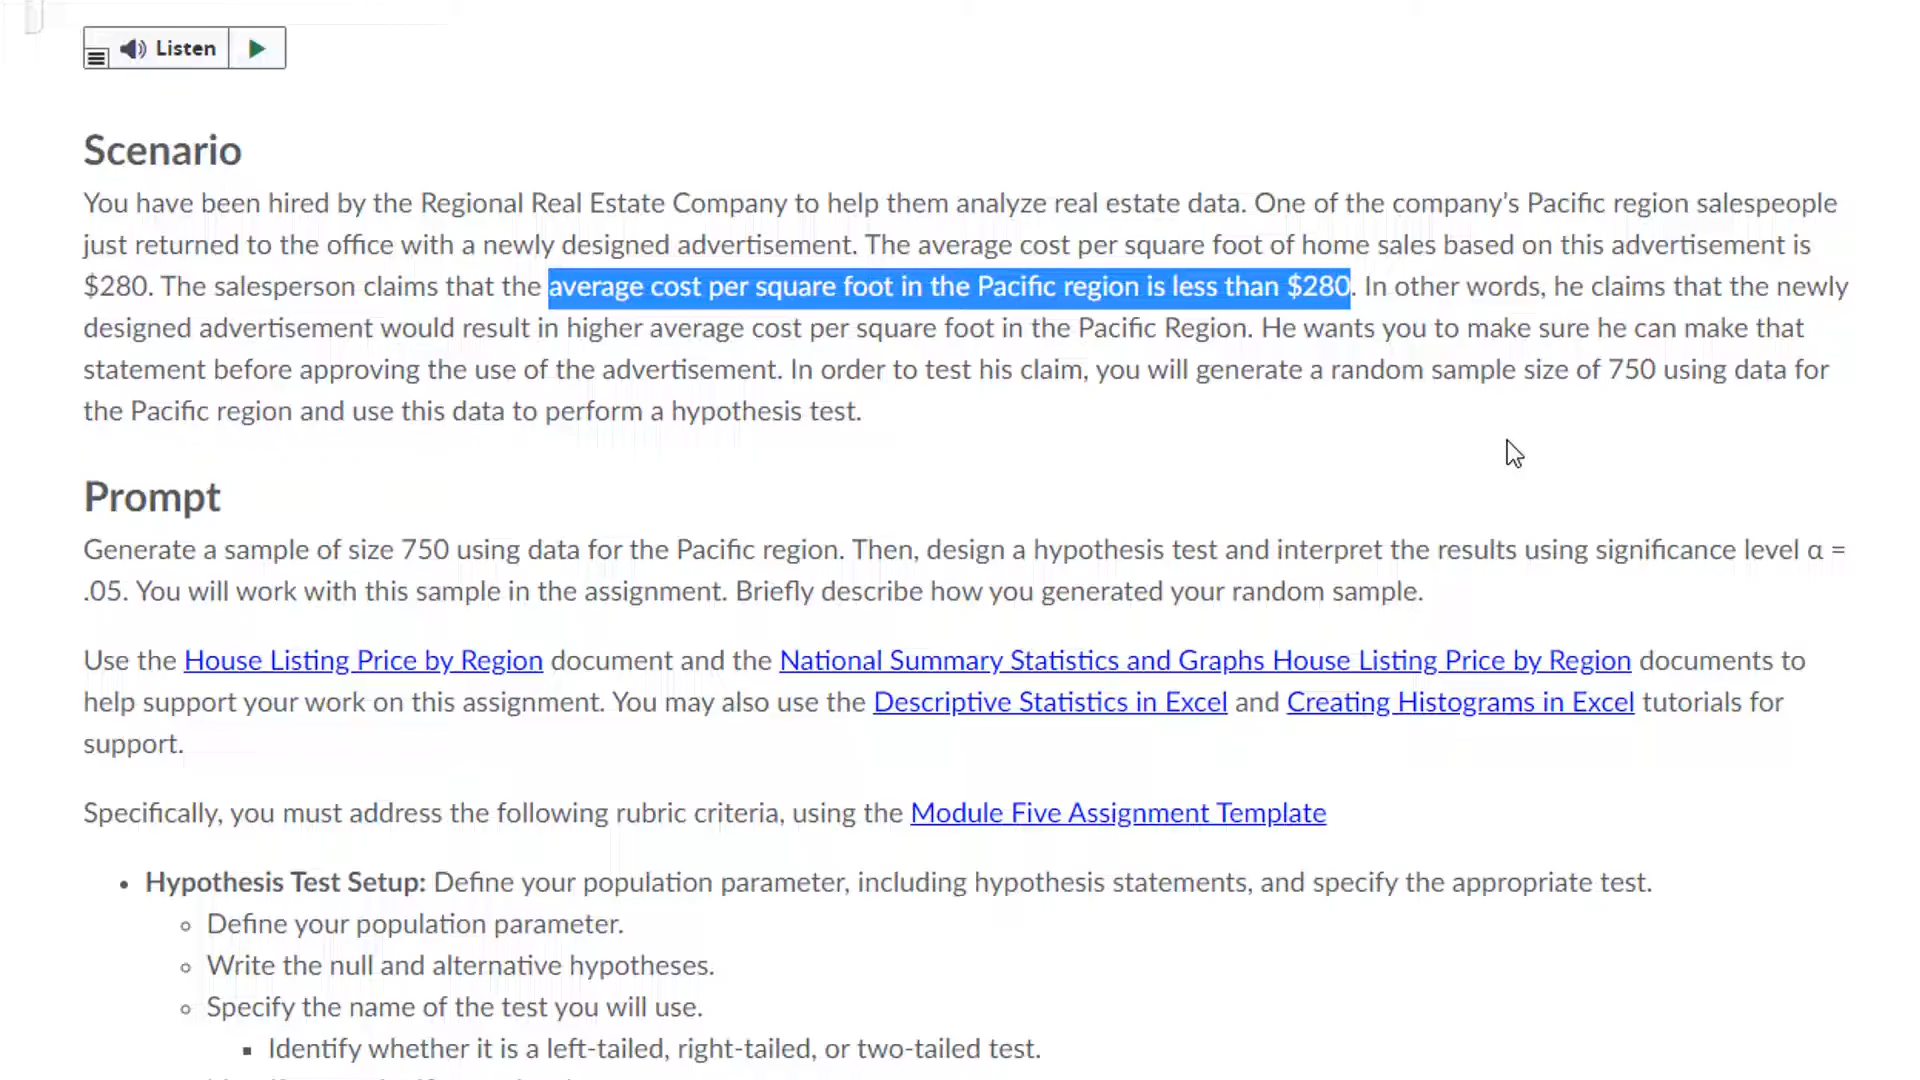 Listen
Scenario
You have been hired by the Regional Real Estate Company to help them analyze real estate data. One of the company's Pacific region salespeople
just returned to the office with a newly designed advertisement. The average cost per square foot of home sales based on this advertisement is
$280. The salesperson claims that the average cost per square foot in the Pacific region is less than $280. In other words, he claims that the newly
designed advertisement would result in higher average cost per square foot in the Pacific Region. He wants you to make sure he can make that
statement before approving the use of the advertisement. In order to test his claim, you will generate a random sample size of 750 using data for
the Pacific region and use this data to perform a hypothesis test.
Prompt
Generate a sample of size 750 using data for the Pacific region. Then, design a hypothesis test and interpret the results using significance level α =
.05. You will work with this sample in the assignment. Briefly describe how you generated your random sample.
Use the House Listing Price by Region document and the National Summary Statistics and Graphs House Listing Price by Region documents to
help support your work on this assignment. You may also use the Descriptive Statistics in Excel and Creating Histograms in Excel tutorials for
support.
Specifically, you must address the following rubric criteria, using the Module Five Assignment Template
• Hypothesis Test Setup: Define your population parameter, including hypothesis statements, and specify the appropriate test.
◦ Define your population parameter.
◦ Write the null and alternative hypotheses.
◦ Specify the name of the test you will use.
▪ Identify whether it is a left-tailed, right-tailed, or two-tailed test.